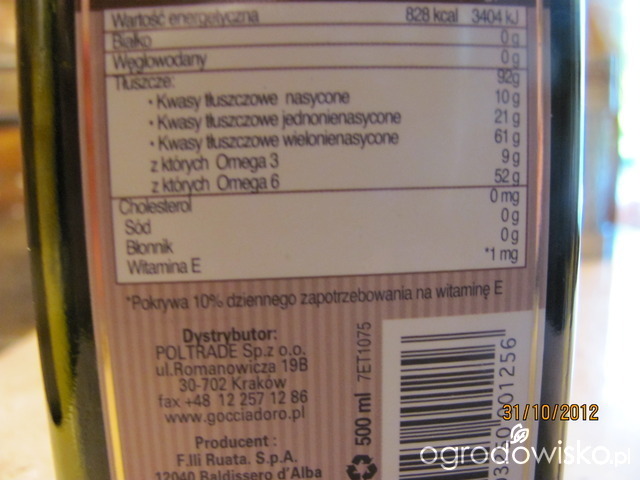 Wartość energetyczna 828 kcal 3404 kJ
Białko 0 g
Węglowodany 0 g
Tłuszcze: 92g
• Kwasy tłuszczowe nasycone 10 g
• Kwasy tłuszczowe jednonienasycone 21 g
• Kwasy tłuszczowe wielonienasycone 61 g
z których Omega 3 9 g
z których Omega 6 52 g
Cholesterol 0 mg
Sód 0g
Błonnik 0 g
Witamina E *1 mg
*Pokrywa 10% dziennego zapotrzebowania na witaminę E
Dystrybutor:
POLTRADE Sp.z o.o.
ul.Romanowicza 19B
30-702 Kraków
fax +48 12 257 12 86
www.gocciadoro.pl
Producent :
F.lli Ruata. S.p.A.
12040 Baldissero d'Alba
500 ml 7ET1075
01256
31/10/2012
ogrodowisko.pl